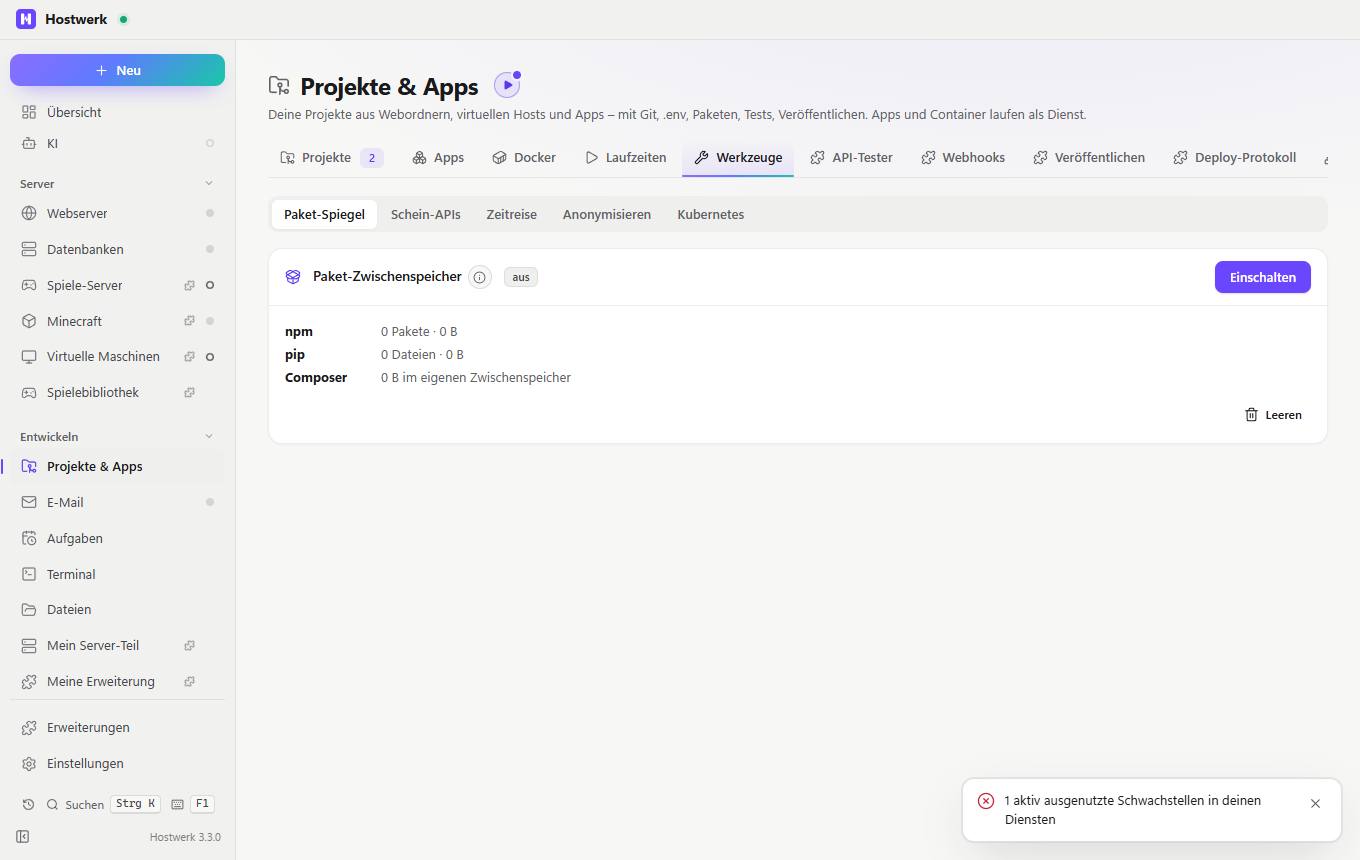 Hostwerk
Neu
Übersicht
KI
Server
Webserver
Datenbanken
Spiele-Server
Minecraft
Virtuelle Maschinen
Spielebibliothek
Entwickeln
Projekte & Apps
E-Mail
Aufgaben
Terminal
Dateien
Mein Server-Teil
Meine Erweiterung
Erweiterungen
Einstellungen
Suchen Strg K F1
Hostwerk 3.3.0
Projekte & Apps
Deine Projekte aus Webordnern, virtuellen Hosts und Apps – mit Git, .env, Paketen, Tests, Veröffentlichen. Apps und Container laufen als Dienst.
Projekte 2 Apps Docker Laufzeiten Werkzeuge API-Tester Webhooks Veröffentlichen Deploy-Protokoll
Paket-Spiegel Schein-APIs Zeitreise Anonymisieren Kubernetes
Paket-Zwischenspeicher aus Einschalten
npm 0 Pakete · 0 B
pip 0 Dateien · 0 B
Composer 0 B im eigenen Zwischenspeicher
Leeren
1 aktiv ausgenutzte Schwachstellen in deinen
Diensten